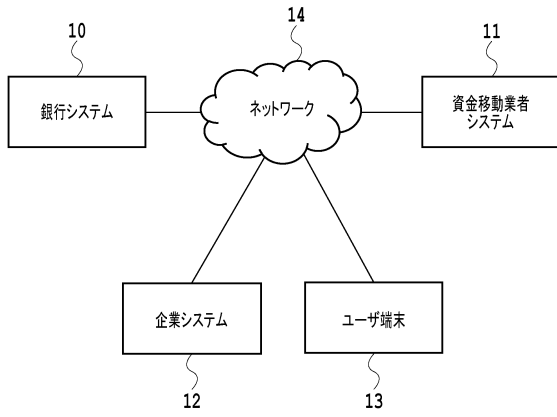 10
14
11
銀行システム
ネットワーク
資金移動業者
システム
企業システム
ユーザ端末
12
13